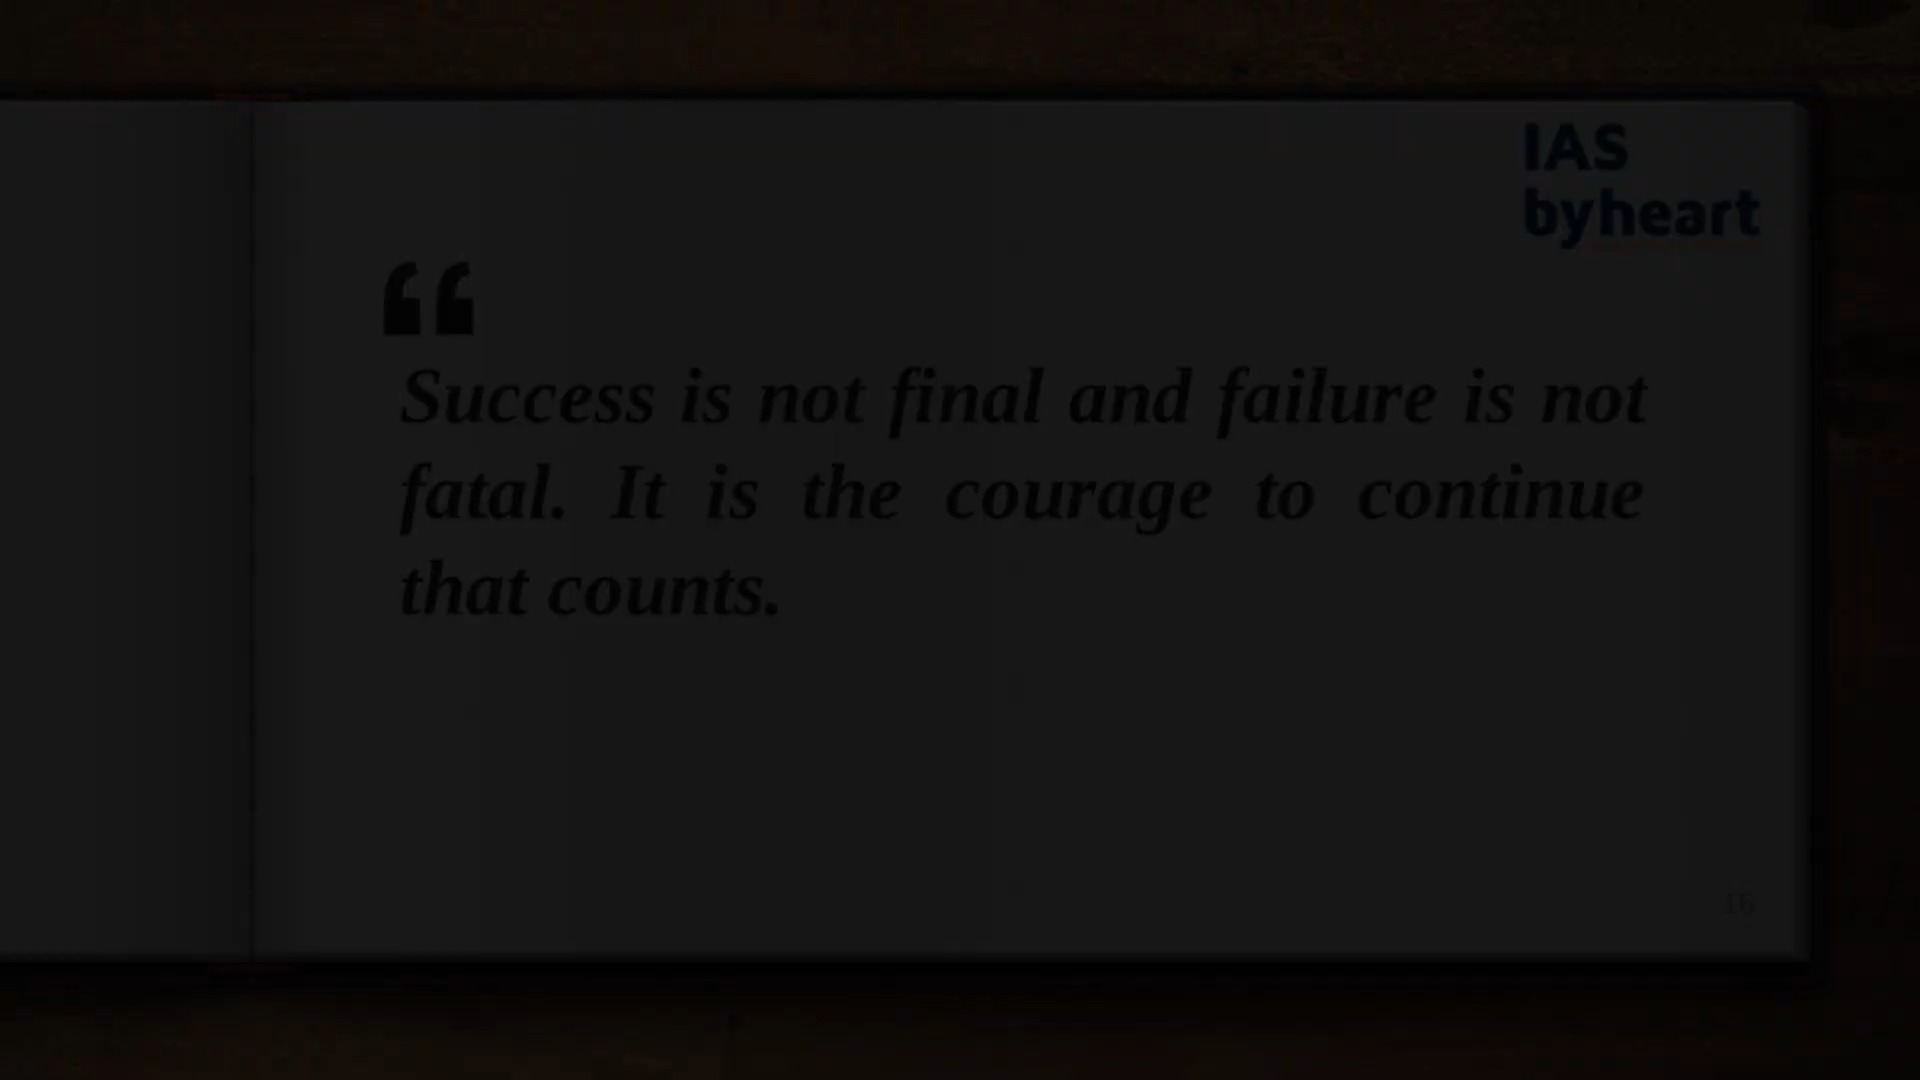 IAS
byheart
“
Success is not final and failure is not
fatal. It is the courage to continue
that counts.
16